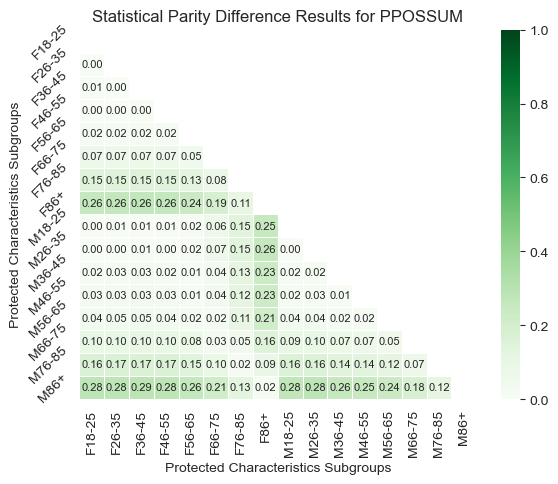 Statistical Parity Difference Results for PPOSSUM
Protected Characteristics Subgroups
F18-25
F26-35 0.00
F36-45 0.01 0.00
F46-55 0.00 0.00 0.00
F56-65 0.02 0.02 0.02 0.02
F66-75 0.07 0.07 0.07 0.07 0.05
F76-85 0.15 0.15 0.15 0.15 0.13 0.08
F86+ 0.26 0.26 0.26 0.26 0.24 0.19 0.11
M18-25 0.00 0.01 0.01 0.00 0.02 0.06 0.15 0.25
M26-35 0.00 0.00 0.01 0.00 0.02 0.07 0.15 0.26 0.00
M36-45 0.02 0.03 0.03 0.02 0.01 0.04 0.13 0.23 0.02 0.02
M46-55 0.03 0.03 0.03 0.03 0.01 0.04 0.12 0.23 0.02 0.03 0.01
M56-65 0.04 0.05 0.05 0.04 0.02 0.02 0.11 0.21 0.04 0.04 0.02 0.02
M66-75 0.10 0.10 0.10 0.10 0.08 0.03 0.05 0.16 0.09 0.10 0.07 0.07 0.05
M76-85 0.16 0.17 0.17 0.17 0.15 0.10 0.02 0.09 0.16 0.16 0.14 0.14 0.12 0.07
M86+ 0.28 0.28 0.29 0.28 0.26 0.21 0.13 0.02 0.28 0.28 0.26 0.25 0.24 0.18 0.12
F18-25 F26-35 F36-45 F46-55 F56-65 F66-75 F76-85 F86+ M18-25 M26-35 M36-45 M46-55 M56-65 M66-75 M76-85 M86+
Protected Characteristics Subgroups
1.0
0.8
0.6
0.4
0.2
0.0